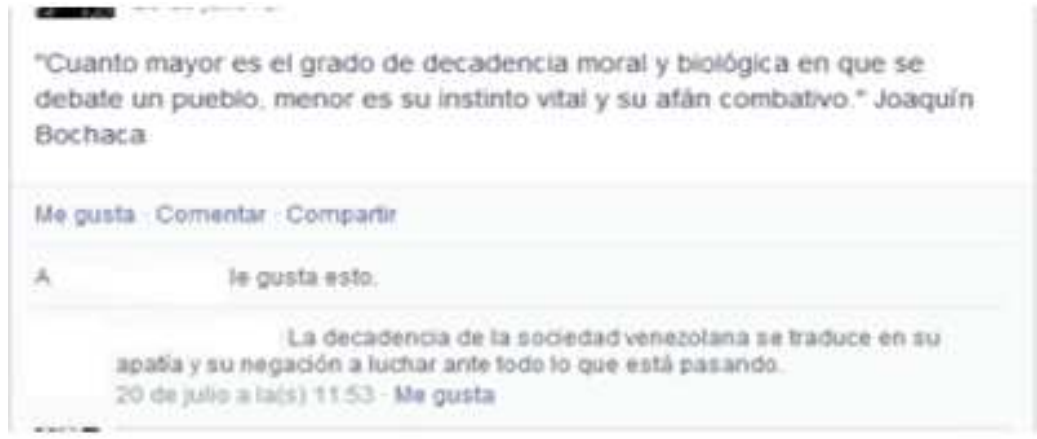 "Cuanto mayor es el grado de decadencia moral y biológica en que se
debate un pueblo, menor es su instinto vital y su afán combativo." Joaquín
Bochaca
Me gusta · Comentar · Compartir
A le gusta esto.
La decadencia de la sociedad venezolana se traduce en su
apatía y su negación a luchar ante todo lo que está pasando.
20 de julio a la(s) 11:53 · Me gusta